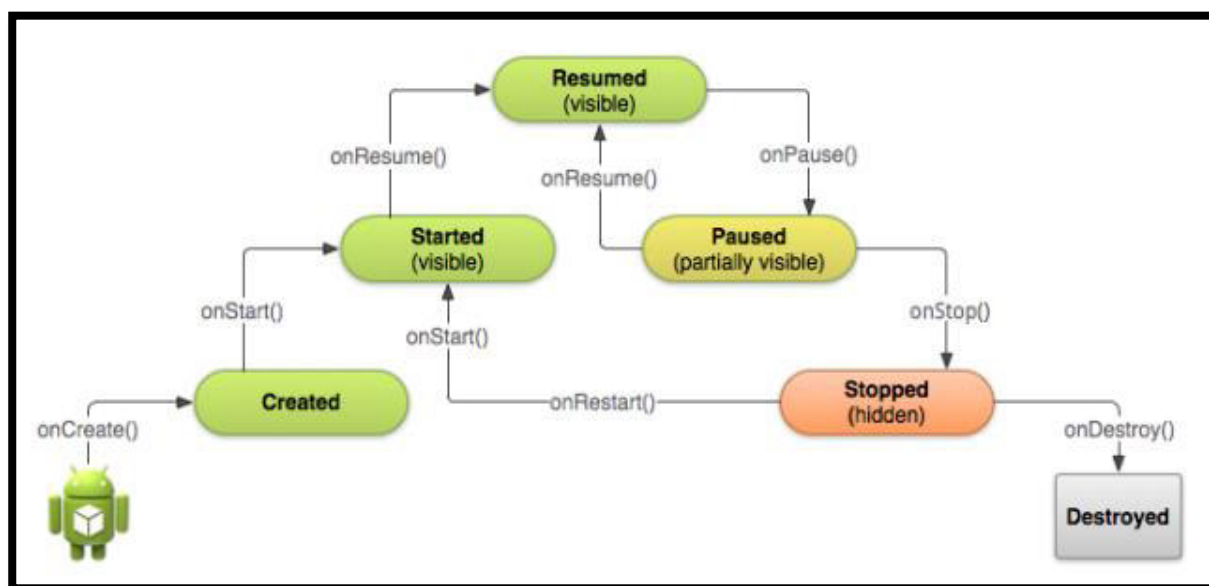 Resumed
(visible)
onResume()
onPause()
onResume()
Started
(visible)
Paused
(partially visible)
onStart()
onStart()
onStop()
Created
onRestart()
Stopped
(hidden)
onCreate()
onDestroy()
Destroyed